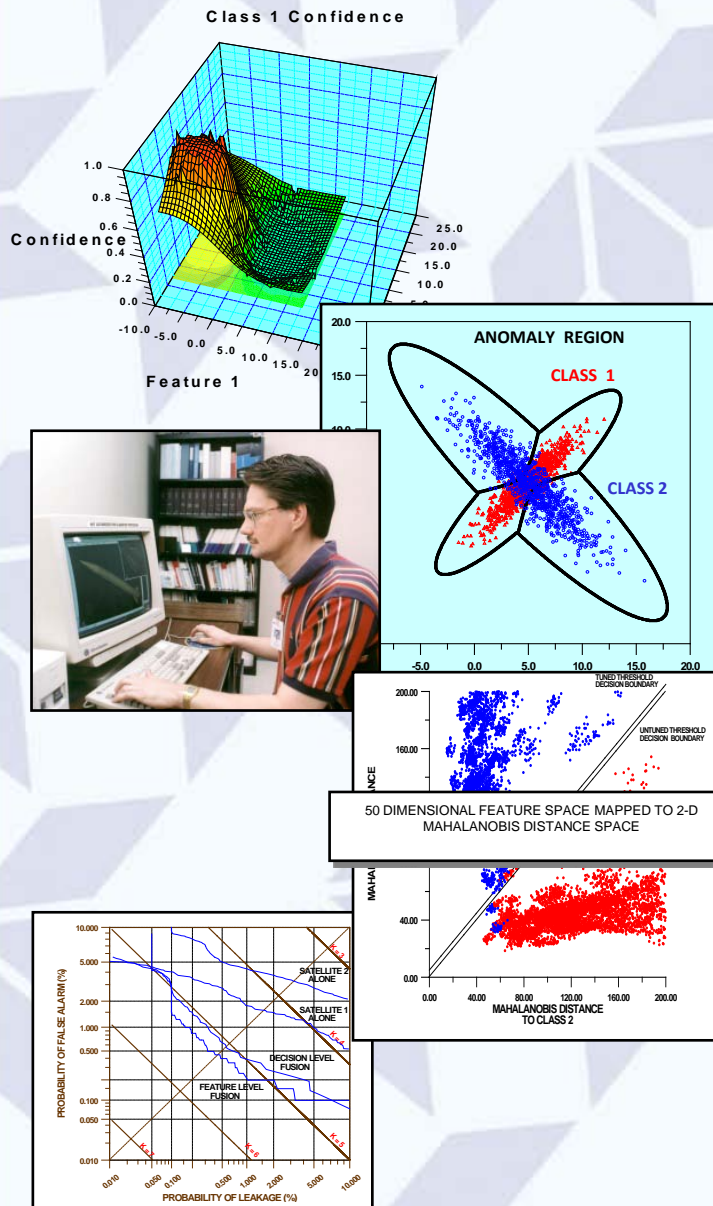 Class 1 Confidence
1.0
0.8
Confidence
0.6
0.4
0.2
0.0
-10.0 -5.0 0.0 5.0 10.0 15.0 20
25.0
20.0
15.0
10.0
Feature 1
20.0
15.0
ANOMALY REGION
CLASS 1
CLASS 2
-5.0 0.0 5.0 10.0 15.0 20.0
TUNED THRESHOLD
DECISION BOUNDARY
UNTUNED THRESHOLD
DECISION BOUNDARY
200.00
160.00
50 DIMENSIONAL FEATURE SPACE MAPPED TO 2-D
MAHALANOBIS DISTANCE SPACE
40.00
0.00
0.00 40.00 80.00 120.00 160.00 200.00
MAHALANOBIS DISTANCE
TO CLASS 2
PROBABILITY OF FALSE ALARM (%)
10.000
5.000
2.000
1.000
0.500
0.100
0.050
0.010
K=3
SATELLITE 2
ALONE
SATELLITE 1
ALONE
K=4
DECISION LEVEL
FUSION
FEATURE LEVEL
FUSION
K=5
K=6
0.010 0.050 0.100 0.500 1.000 2.000 5.000 10.000
PROBABILITY OF LEAKAGE (%)